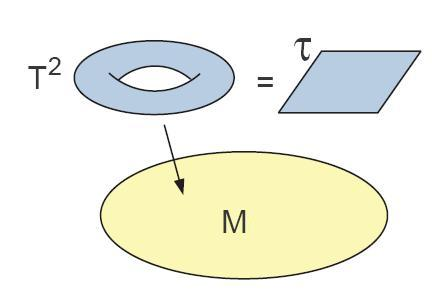 T² = τ
M